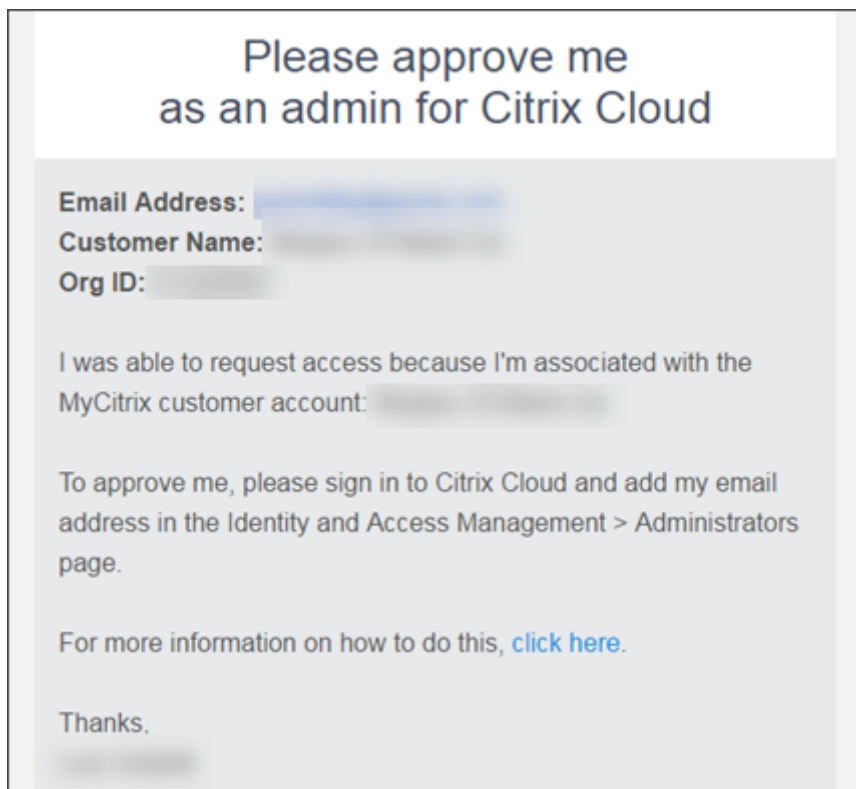 Please approve me
as an admin for Citrix Cloud
Email Address:
Customer Name:
Org ID:
I was able to request access because I'm associated with the
MyCitrix customer account:
To approve me, please sign in to Citrix Cloud and add my email
address in the Identity and Access Management > Administrators
page.
For more information on how to do this, click here.
Thanks,